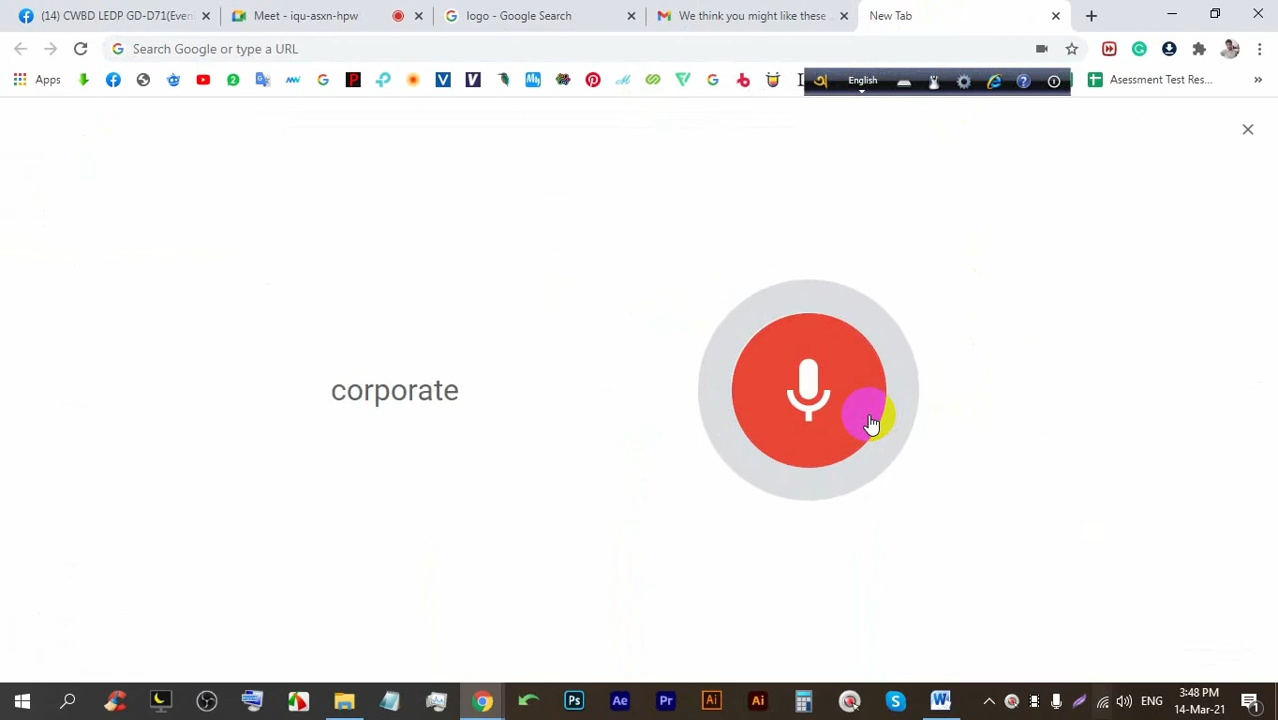 (14) CWBD LEDP GD-D71(Even
Meet - iqu-asxn-hpw
logo - Google Search
We think you might like these
New Tab
Search Google or type a URL
Apps
English
Asessment Test Res...
corporate
ENG
3:48 PM
14-Mar-21